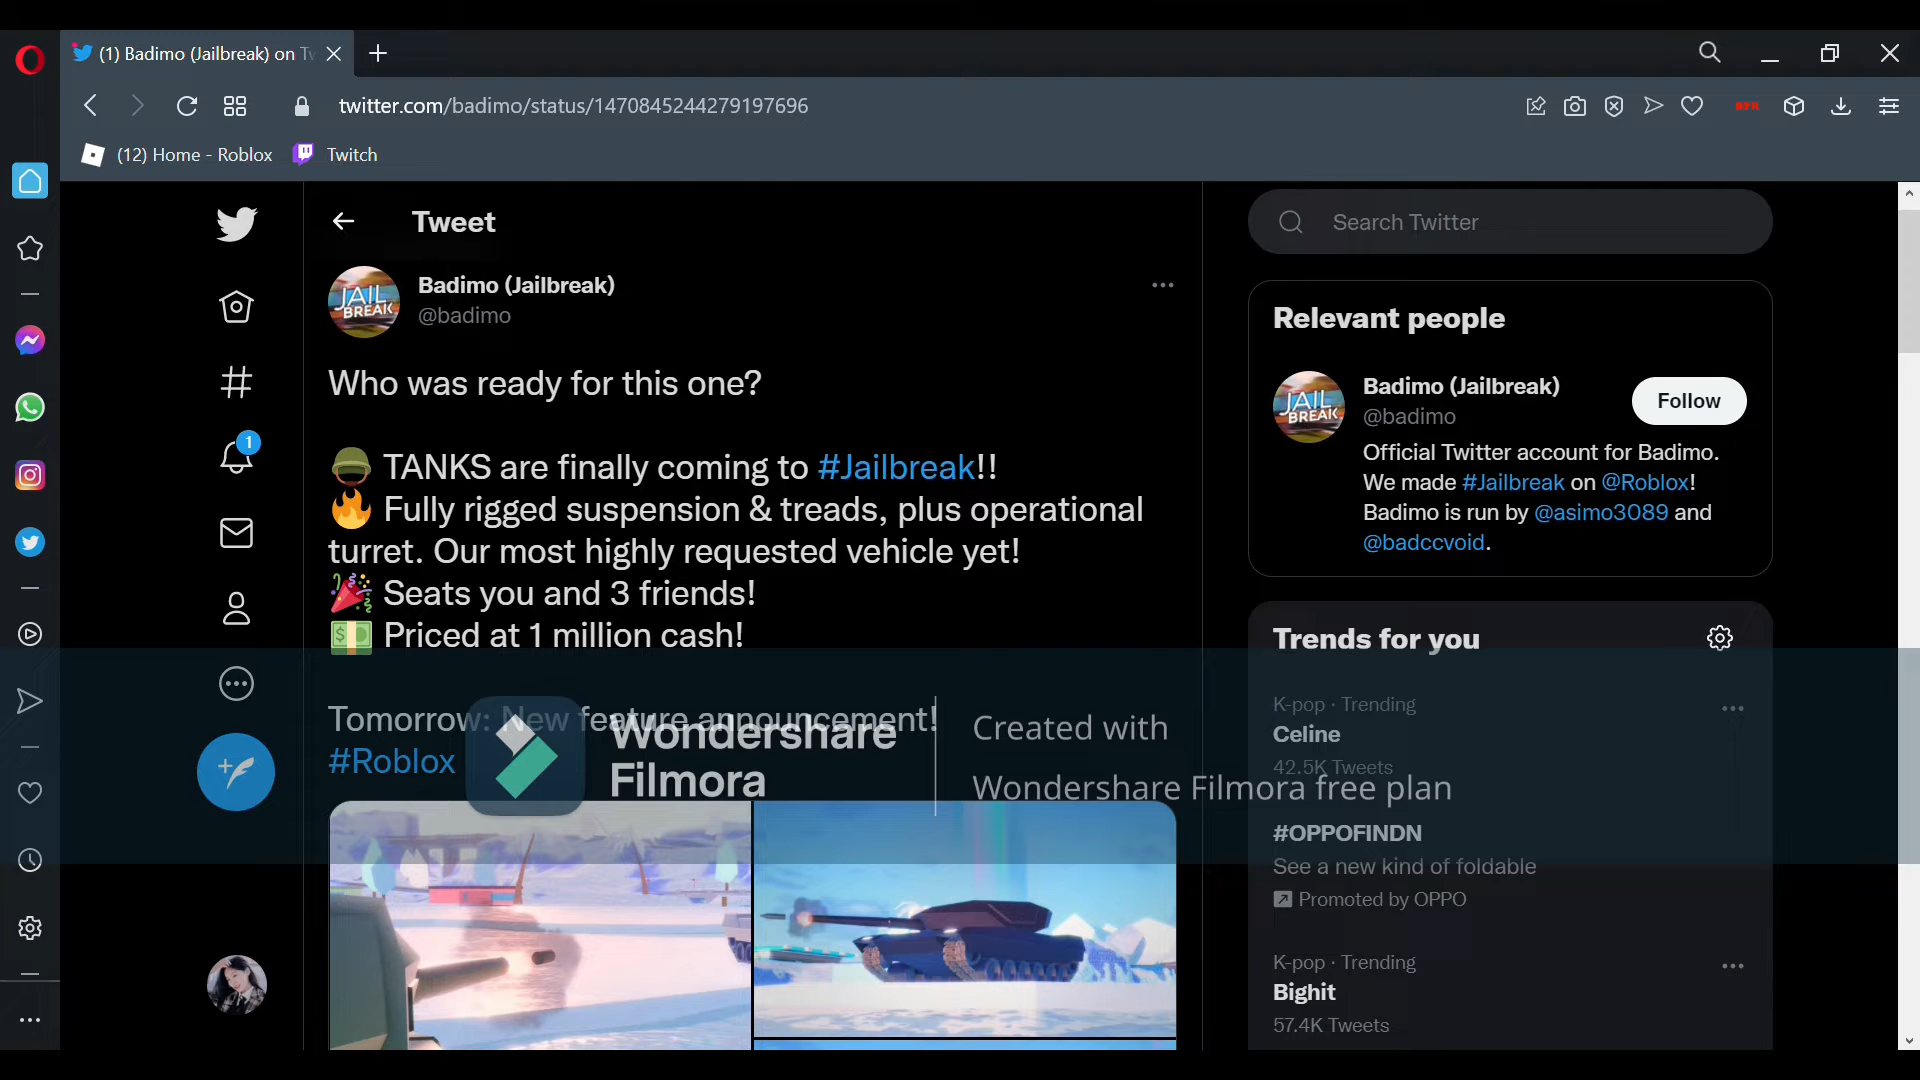 (1) Badimo (Jailbreak) on Tw
twitter.com/badimo/status/1470845244279197696
(12) Home - Roblox
Twitch
Tweet
Badimo (Jailbreak)
@badimo
JAIL
BREAK
Who was ready for this one?
TANKS are finally coming to #Jailbreak!!
Fully rigged suspension & treads, plus operational
turret. Our most highly requested vehicle yet!
Seats you and 3 friends!
Priced at 1 million cash!
Tomorrow: New feature announcement!
#Roblox
1
Wondershare
Filmora
Created with
Wondershare Filmora free plan
Search Twitter
Relevant people
JAIL
BREAK
Badimo (Jailbreak)
@badimo
Follow
Official Twitter account for Badimo.
We made #Jailbreak on @Roblox!
Badimo is run by @asimo3089 and
@badccvoid.
Trends for you
K-pop · Trending
Celine
42.5K Tweets
#OPPOFINDN
See a new kind of foldable
Promoted by OPPO
K-pop · Trending
Bighit
57.4K Tweets